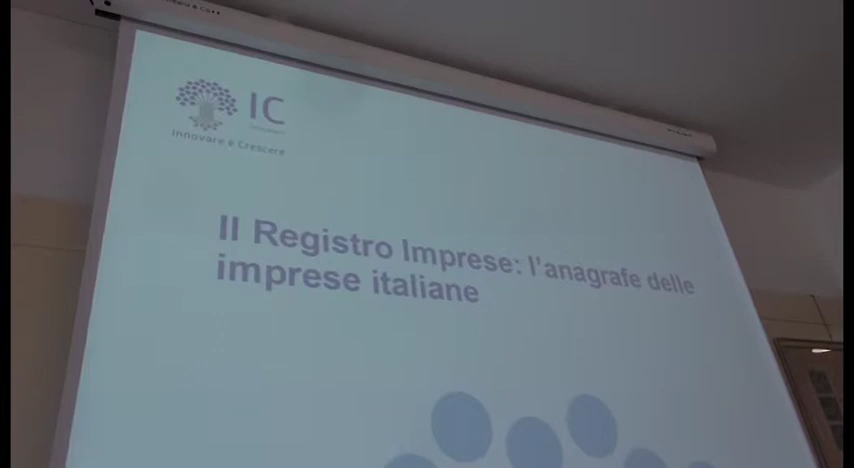 IC
Innovare è Crescere
Il Registro Imprese: l'anagrafe delle
imprese italiane